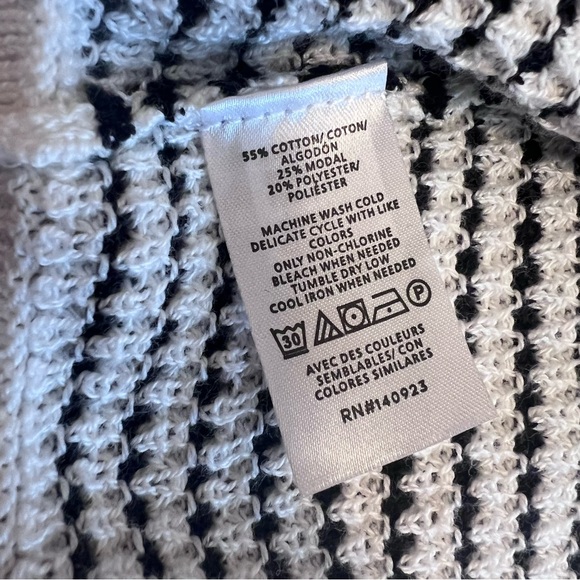 55% COTTON/ COTON/
ALGODÓN
25% MODAL
20% POLYESTER/
POLIÉSTER
MACHINE WASH COLD
DELICATE CYCLE WITH LIKE
COLORS
ONLY NON-CHLORINE
BLEACH WHEN NEEDED
TUMBLE DRY LOW
COOL IRON WHEN NEEDED
30 P
AVEC DES COULEURS
SEMBLABLES/ CON
COLORES SIMILARES
RN#140923